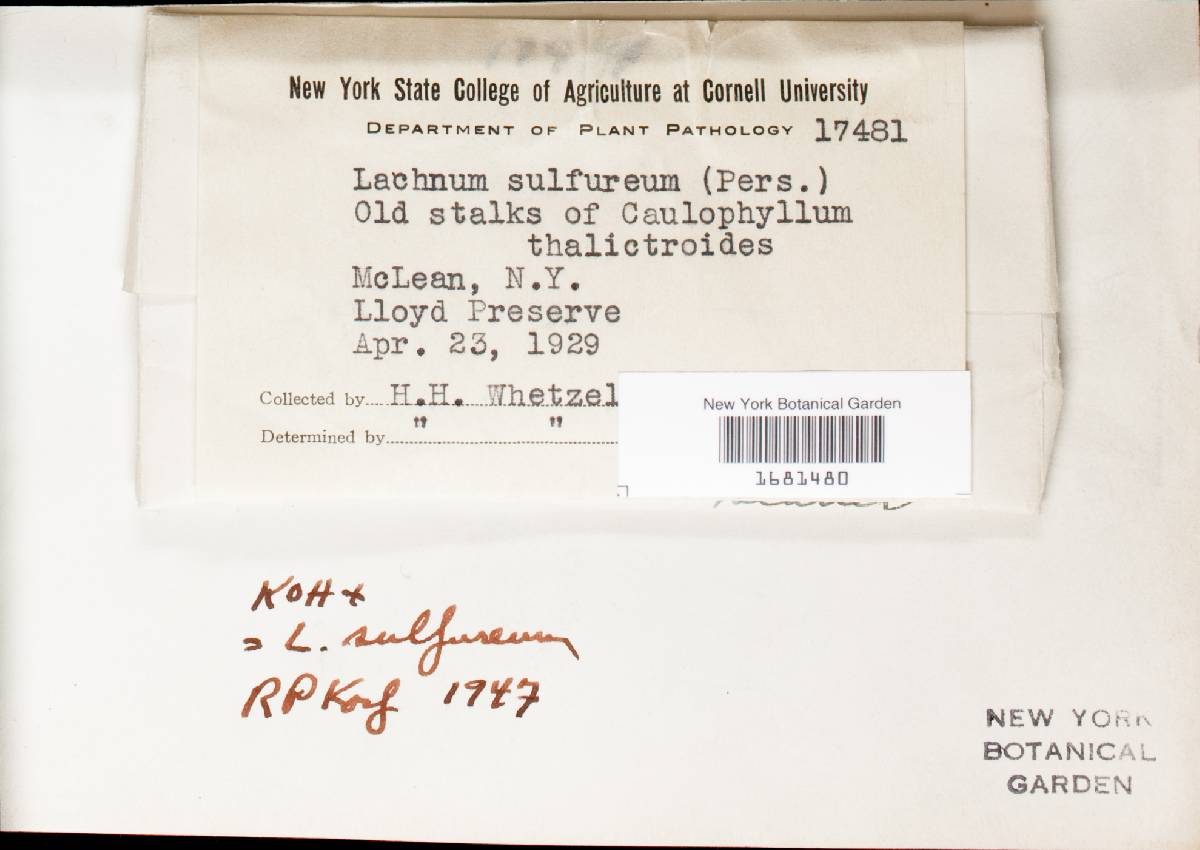 New York State College of Agriculture at Cornell University
DEPARTMENT OF PLANT PATHOLOGY 17481
Lachnum sulfureum (Pers.)
Old stalks of Caulophyllum
thalictroides
McLean, N.Y.
Lloyd Preserve
Apr. 23, 1929
Collected by H.H. Whetzel
Determined by " "
New York Botanical Garden
1681480
KOH +
= L. sulfureum
RP Korf 1947
NEW YORK
BOTANICAL
GARDEN